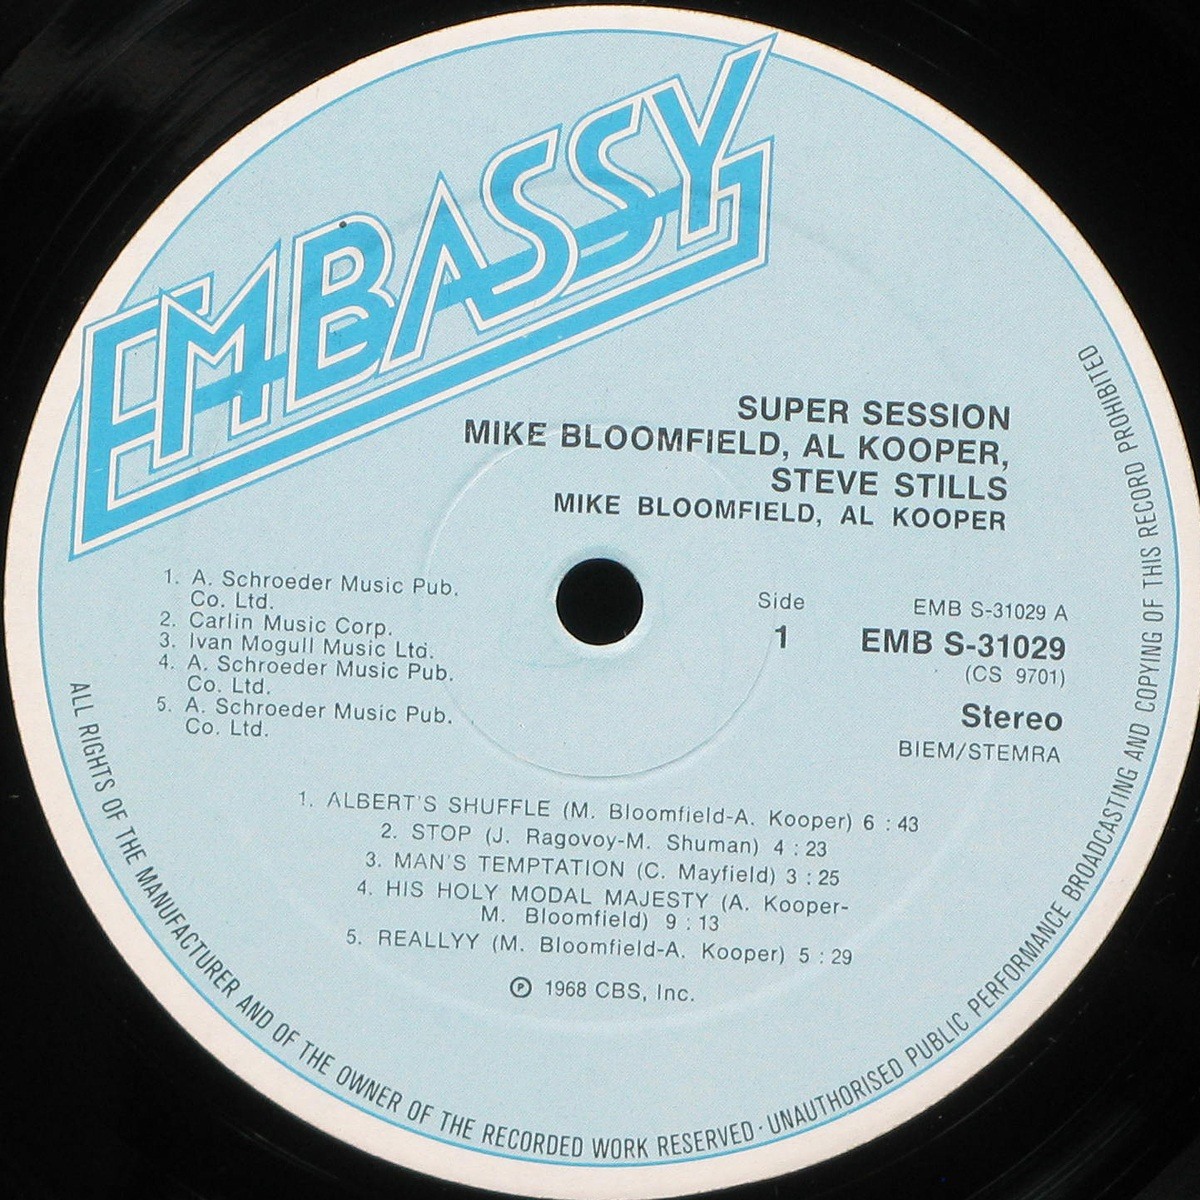 EMBASSY
SUPER SESSION
MIKE BLOOMFIELD, AL KOOPER,
STEVE STILLS
MIKE BLOOMFIELD, AL KOOPER
1. A. Schroeder Music Pub.
Co. Ltd.
2. Carlin Music Corp.
3. Ivan Mogull Music Ltd.
4. A. Schroeder Music Pub.
Co. Ltd.
5. A. Schroeder Music Pub.
Co. Ltd.
Side
1
EMB S-31029 A
EMB S-31029
(CS 9701)
Stereo
BIEM/STEMRA
1. ALBERT'S SHUFFLE (M. Bloomfield-A. Kooper) 6 : 43
2. STOP (J. Ragovoy-M. Shuman) 4 : 23
3. MAN'S TEMPTATION (C. Mayfield) 3 : 25
4. HIS HOLY MODAL MAJESTY (A. Kooper-
M. Bloomfield) 9 : 13
5. REALLYY (M. Bloomfield-A. Kooper) 5 : 29
℗ 1968 CBS, Inc.
ALL RIGHTS OF THE MANUFACTURER AND OF THE OWNER OF THE RECORDED WORK RESERVED · UNAUTHORISED PUBLIC PERFORMANCE BROADCASTING AND COPYING OF THIS RECORD PROHIBITED